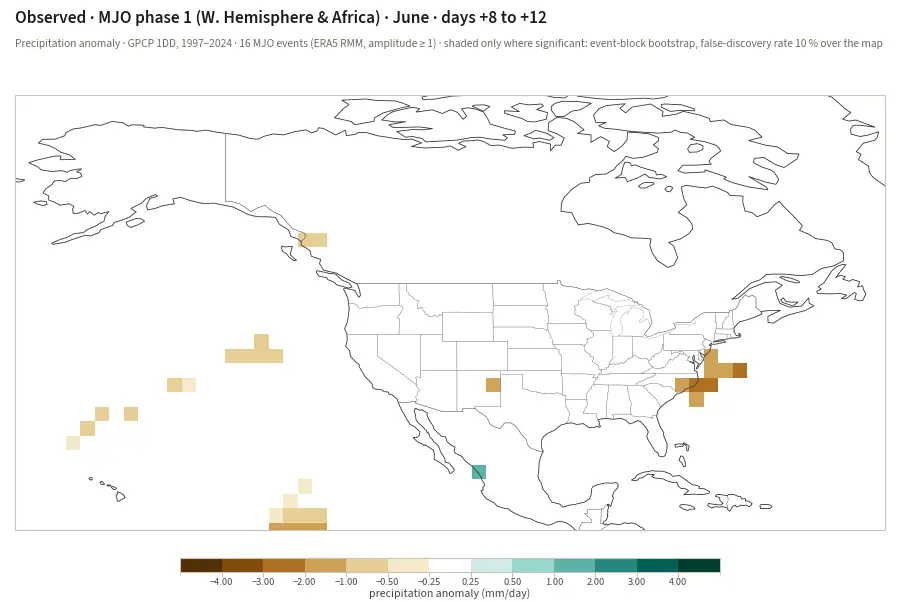 Observed · MJO phase 1 (W. Hemisphere & Africa) · June · days +8 to +12
Precipitation anomaly · GPCP 1DD, 1997–2024 · 16 MJO events (ERA5 RMM, amplitude ≥ 1) · shaded only where significant: event-block bootstrap, false-discovery rate 10 % over the map
−4.00 −3.00 −2.00 −1.00 −0.50 −0.25 0.25 0.50 1.00 2.00 3.00 4.00
precipitation anomaly (mm/day)